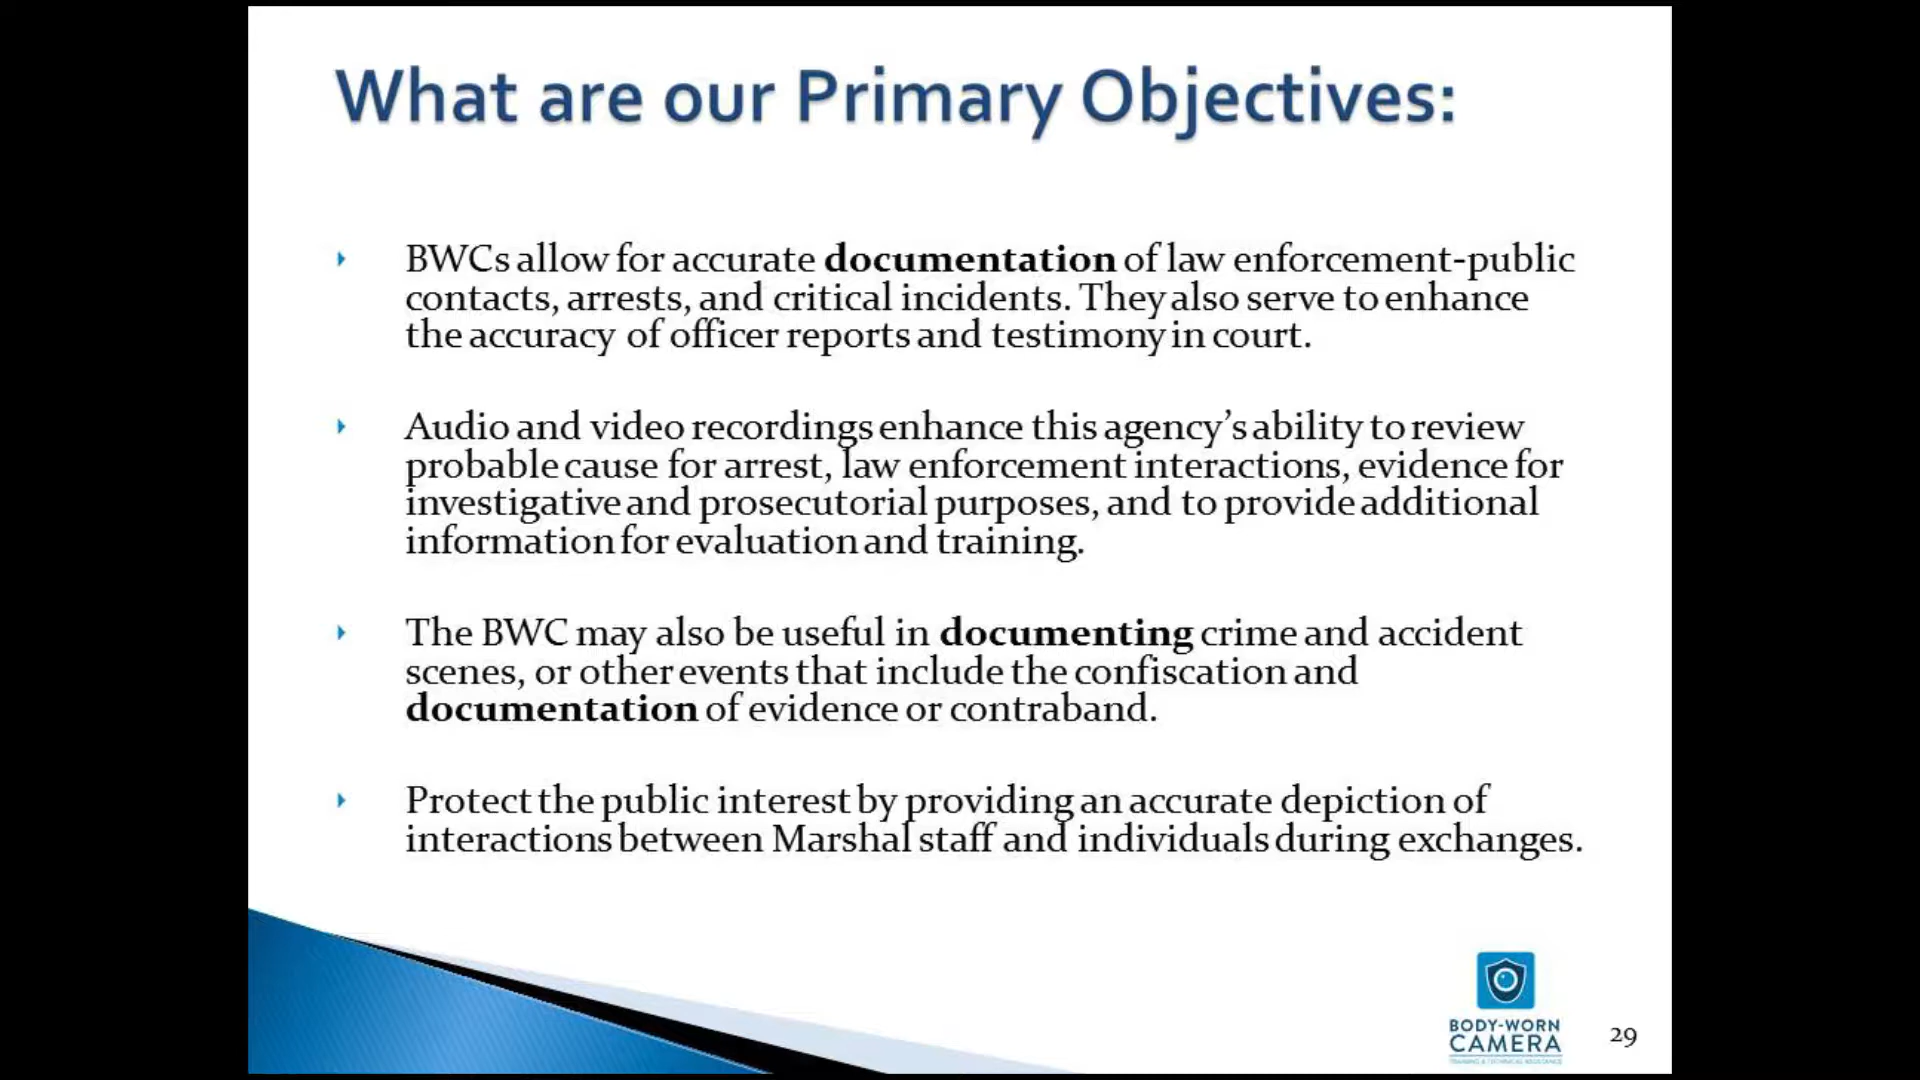 What are our Primary Objectives:
BWCs allow for accurate documentation of law enforcement-public
contacts, arrests, and critical incidents. They also serve to enhance
the accuracy of officer reports and testimony in court.
Audio and video recordings enhance this agency's ability to review
probable cause for arrest, law enforcement interactions, evidence for
investigative and prosecutorial purposes, and to provide additional
information for evaluation and training.
The BWC may also be useful in documenting crime and accident
scenes, or other events that include the confiscation and
documentation of evidence or contraband.
Protect the public interest by providing an accurate depiction of
interactions between Marshal staff and individuals during exchanges.
BODY-WORN
CAMERA
TRAINING & TECHNICAL ASSISTANCE
29